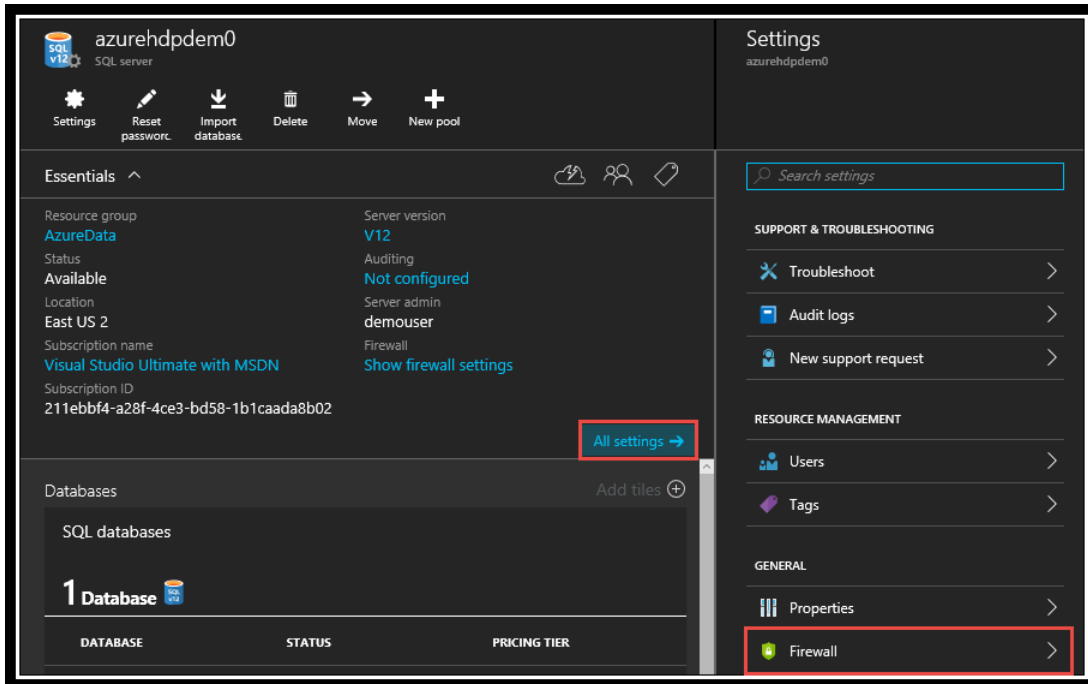 azurehdpdem0
SQL server
SQL
v12
Settings
Reset
passworc
Import
database
Delete
Move
New pool
Essentials
Resource group
AzureData
Status
Available
Location
East US 2
Subscription name
Visual Studio Ultimate with MSDN
Subscription ID
211ebbf4-a28f-4ce3-bd58-1b1caada8b02
Server version
V12
Auditing
Not configured
Server admin
demouser
Firewall
Show firewall settings
All settings →
Databases
Add tiles
SQL databases
1 Database
DATABASE STATUS PRICING TIER
Settings
azurehdpdem0
Search settings
SUPPORT & TROUBLESHOOTING
Troubleshoot
Audit logs
New support request
RESOURCE MANAGEMENT
Users
Tags
GENERAL
Properties
Firewall